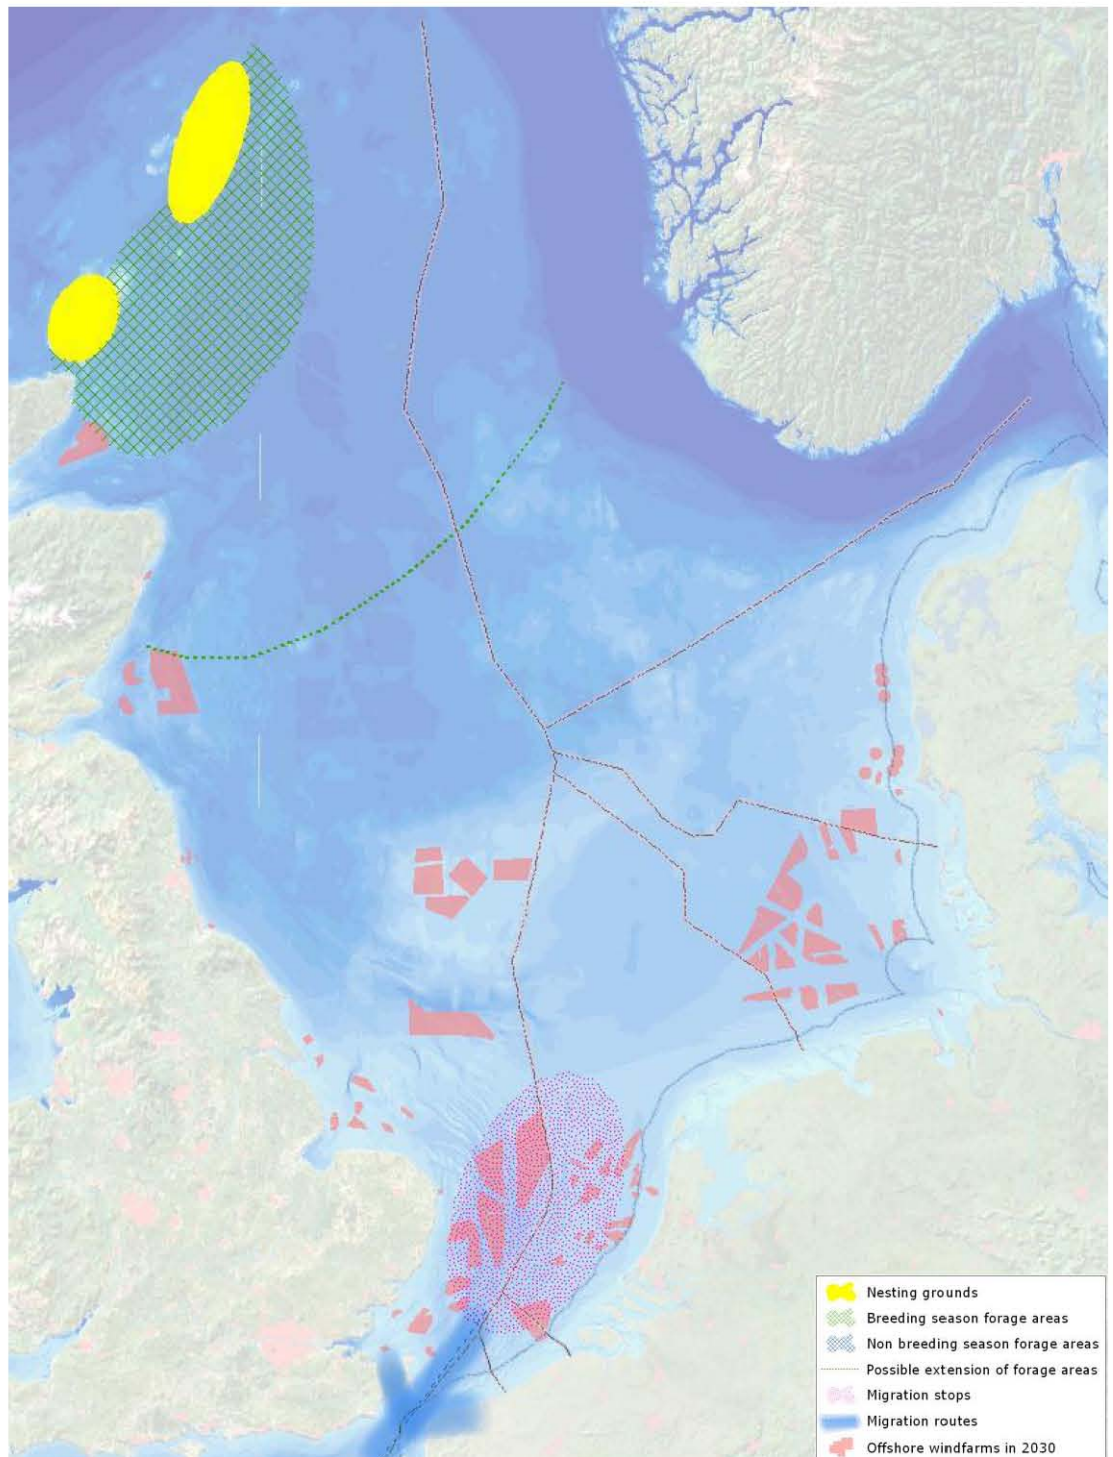 Nesting grounds
Breeding season forage areas
Non breeding season forage areas
Possible extension of forage areas
Migration stops
Migration routes
Offshore windfarms in 2030